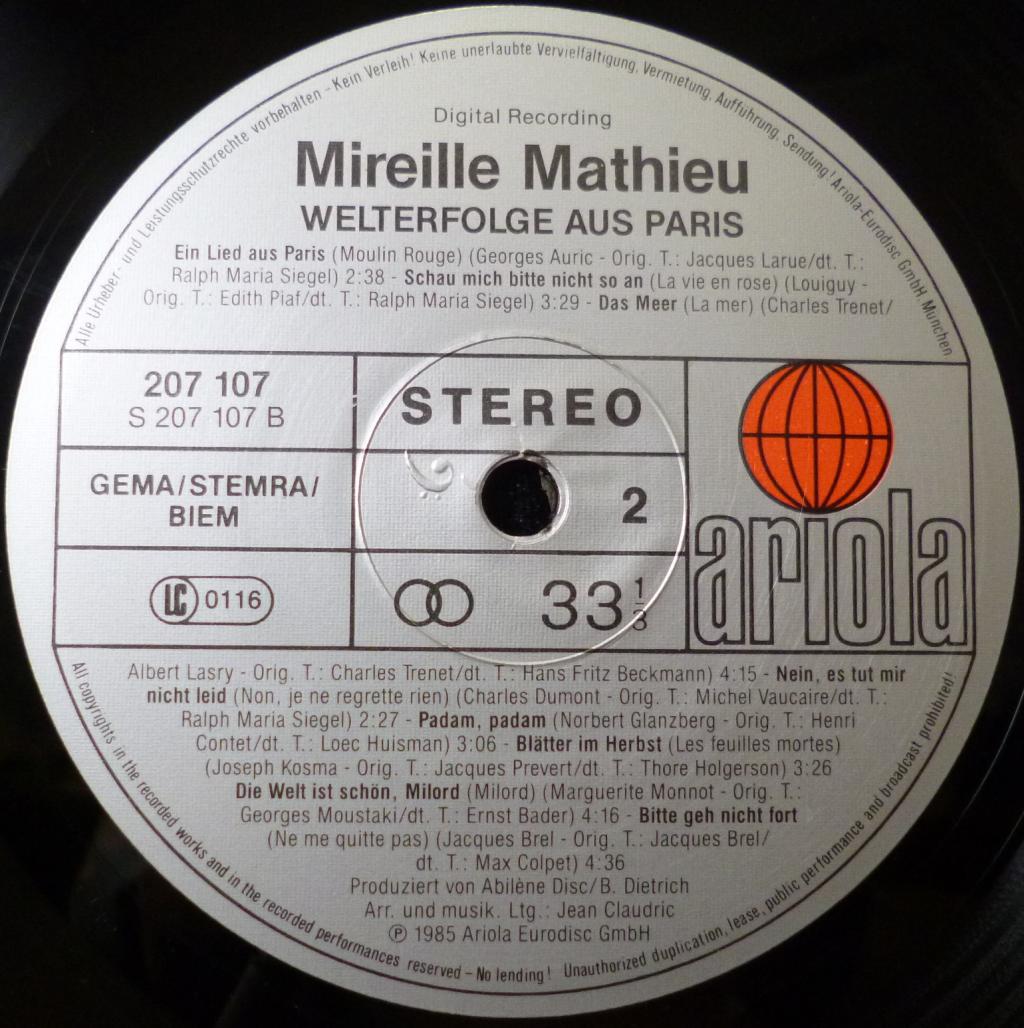 Alle Urheber- und Leistungsschutzrechte vorbehalten – Kein Verleih! Keine unerlaubte Vervielfältigung, Vermietung, Aufführung, Sendung! Ariola-Eurodisc GmbH, München
Digital Recording
Mireille Mathieu
WELTERFOLGE AUS PARIS
Ein Lied aus Paris (Moulin Rouge) (Georges Auric - Orig. T.: Jacques Larue/dt. T.:
Ralph Maria Siegel) 2:38 - Schau mich bitte nicht so an (La vie en rose) (Louiguy -
Orig. T.: Edith Piaf/dt. T.: Ralph Maria Siegel) 3:29 - Das Meer (La mer) (Charles Trenet/
207 107
S 207 107 B
STEREO
GEMA/STEMRA/
BIEM
2
LC 0116
33 1/3
ariola
Albert Lasry - Orig. T.: Charles Trenet/dt. T.: Hans Fritz Beckmann) 4:15 - Nein, es tut mir
nicht leid (Non, je ne regrette rien) (Charles Dumont - Orig. T.: Michel Vaucaire/dt. T.:
Ralph Maria Siegel) 2:27 - Padam, padam (Norbert Glanzberg - Orig. T.: Henri
Contet/dt. T.: Loec Huisman) 3:06 - Blätter im Herbst (Les feuilles mortes)
(Joseph Kosma - Orig. T.: Jacques Prevert/dt. T.: Thore Holgerson) 3:26
Die Welt ist schön, Milord (Milord) (Marguerite Monnot - Orig. T.:
Georges Moustaki/dt. T.: Ernst Bader) 4:16 - Bitte geh nicht fort
(Ne me quitte pas) (Jacques Brel - Orig. T.: Jacques Brel/
dt. T.: Max Colpet) 4:36
Produziert von Abilène Disc/B. Dietrich
Arr. und musik. Ltg.: Jean Claudric
℗ 1985 Ariola Eurodisc GmbH
All copyrights in the recorded works and in the recorded performances reserved – No lending! Unauthorized duplication, lease, public performance and broadcast prohibited!